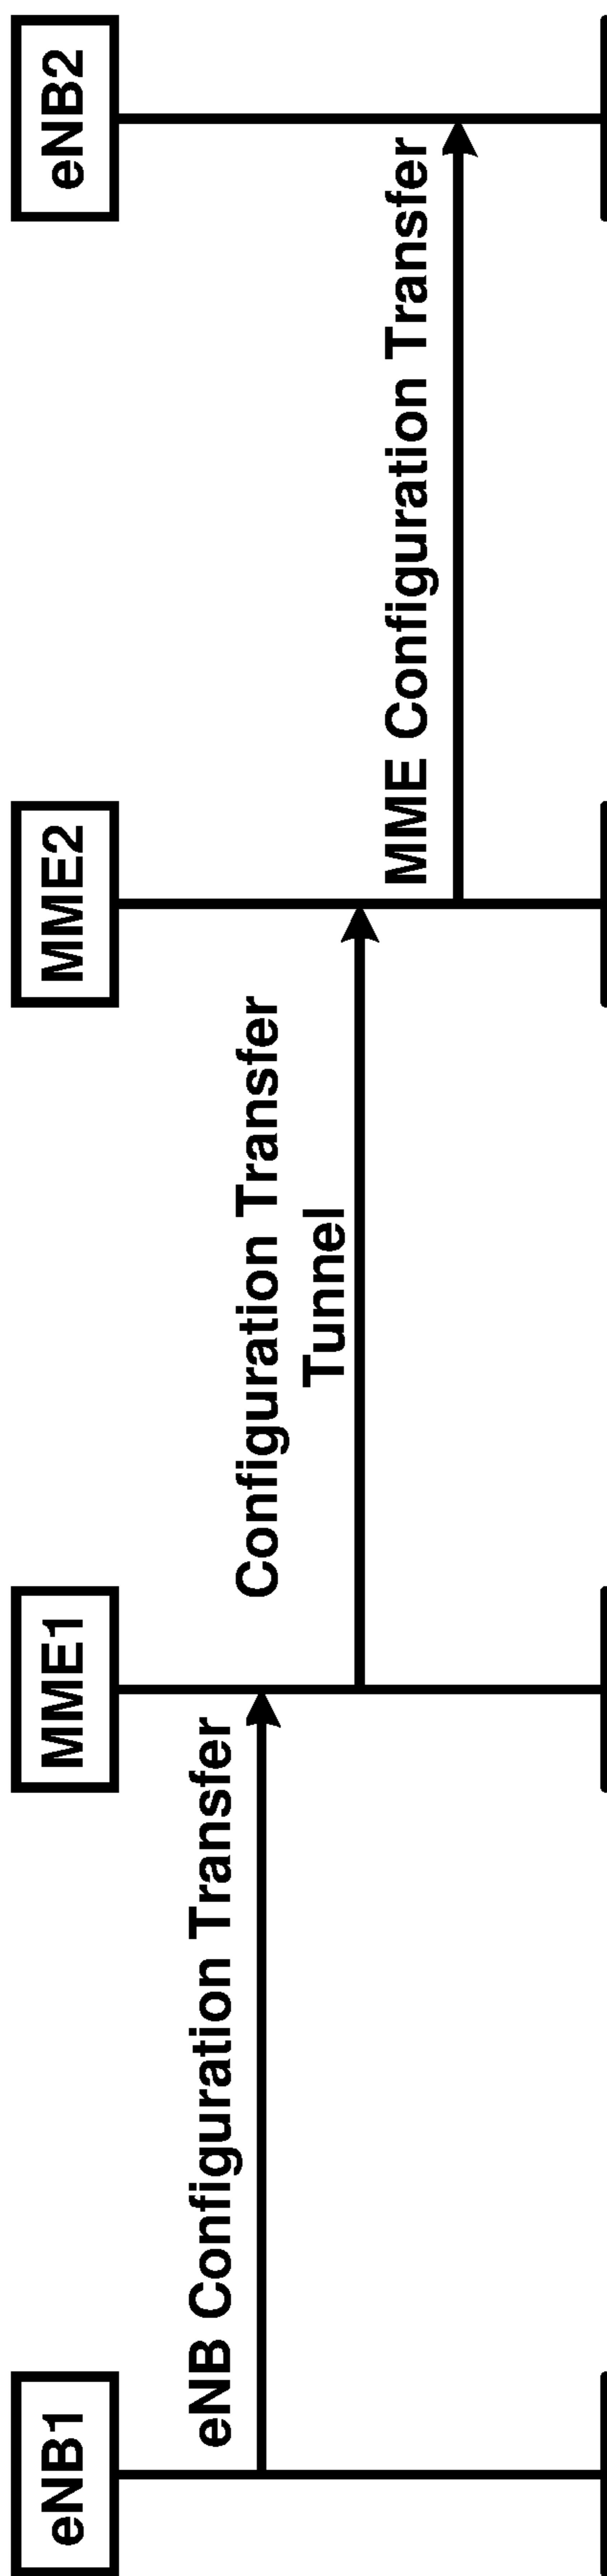 eNB1
MME1
MME2
eNB2
eNB Configuration Transfer
Configuration Transfer
Tunnel
MME Configuration Transfer